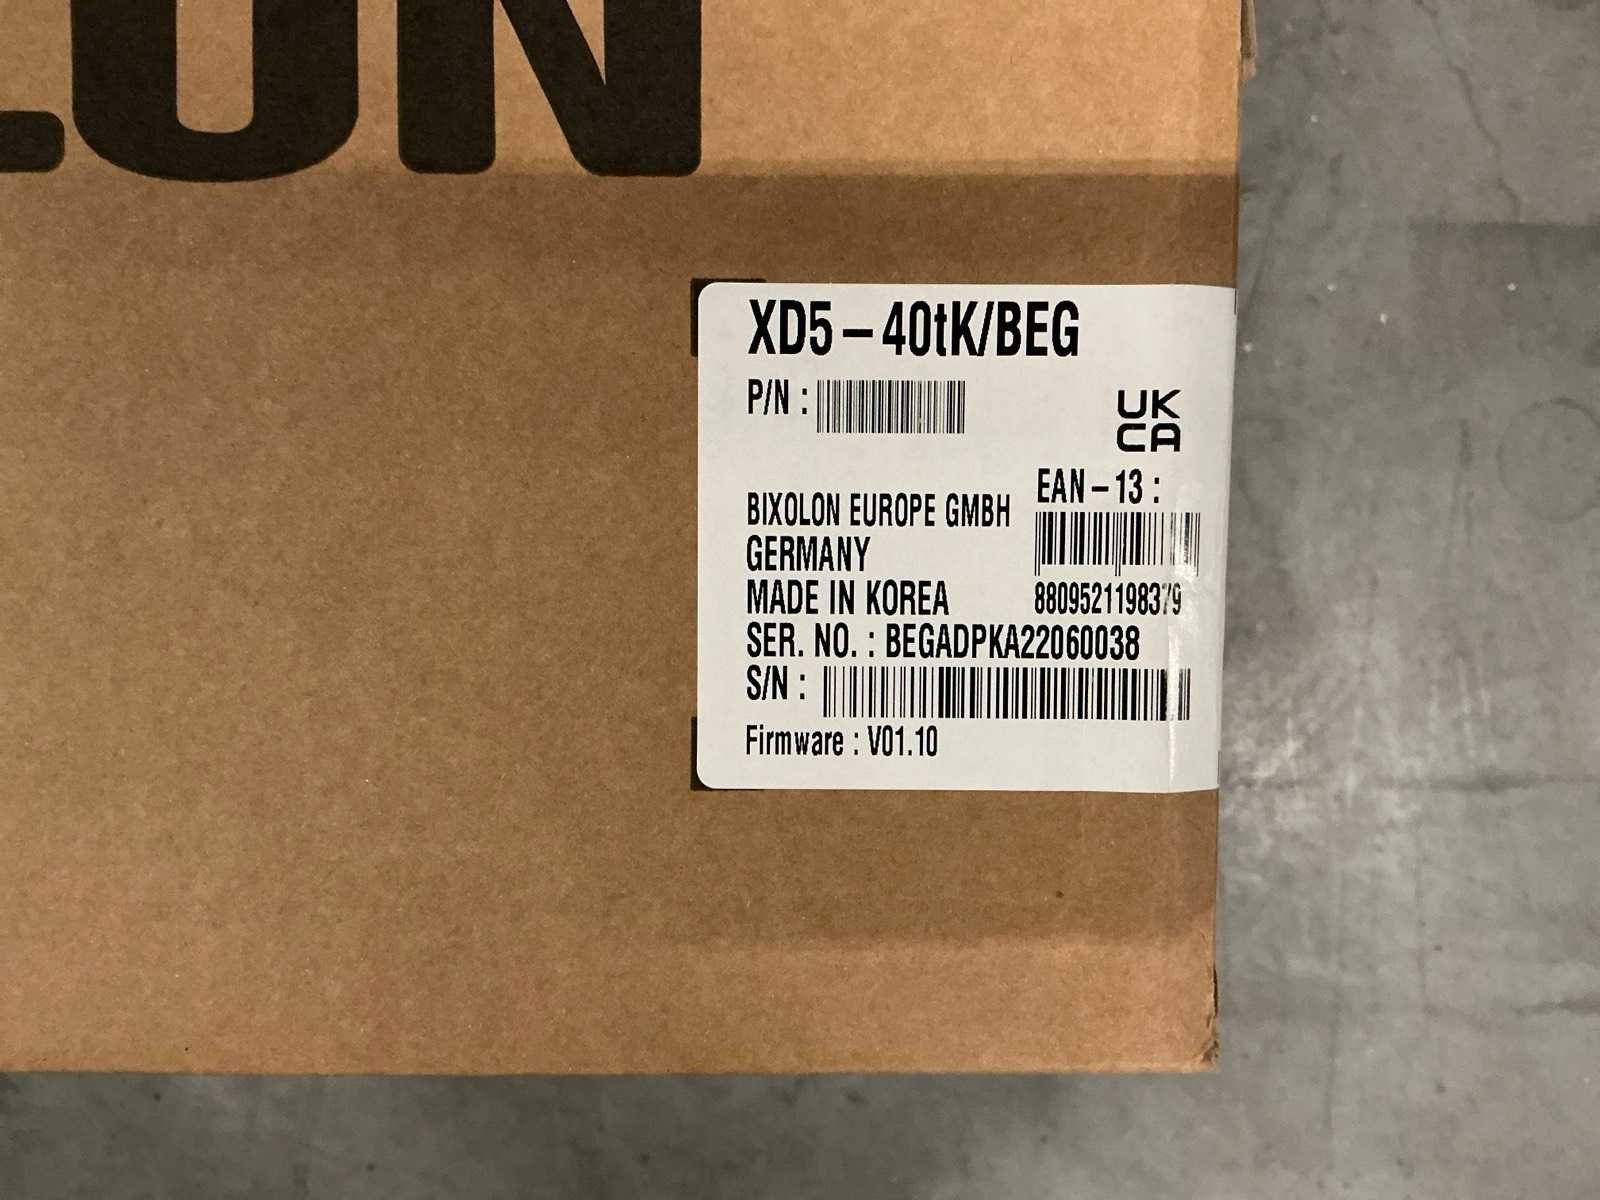 LON
XD5-40tK/BEG
P/N :
UK
CA
EAN-13 :
BIXOLON EUROPE GMBH
GERMANY
MADE IN KOREA
8809521198379
SER. NO. : BEGADPKA22060038
S/N :
Firmware : V01.10